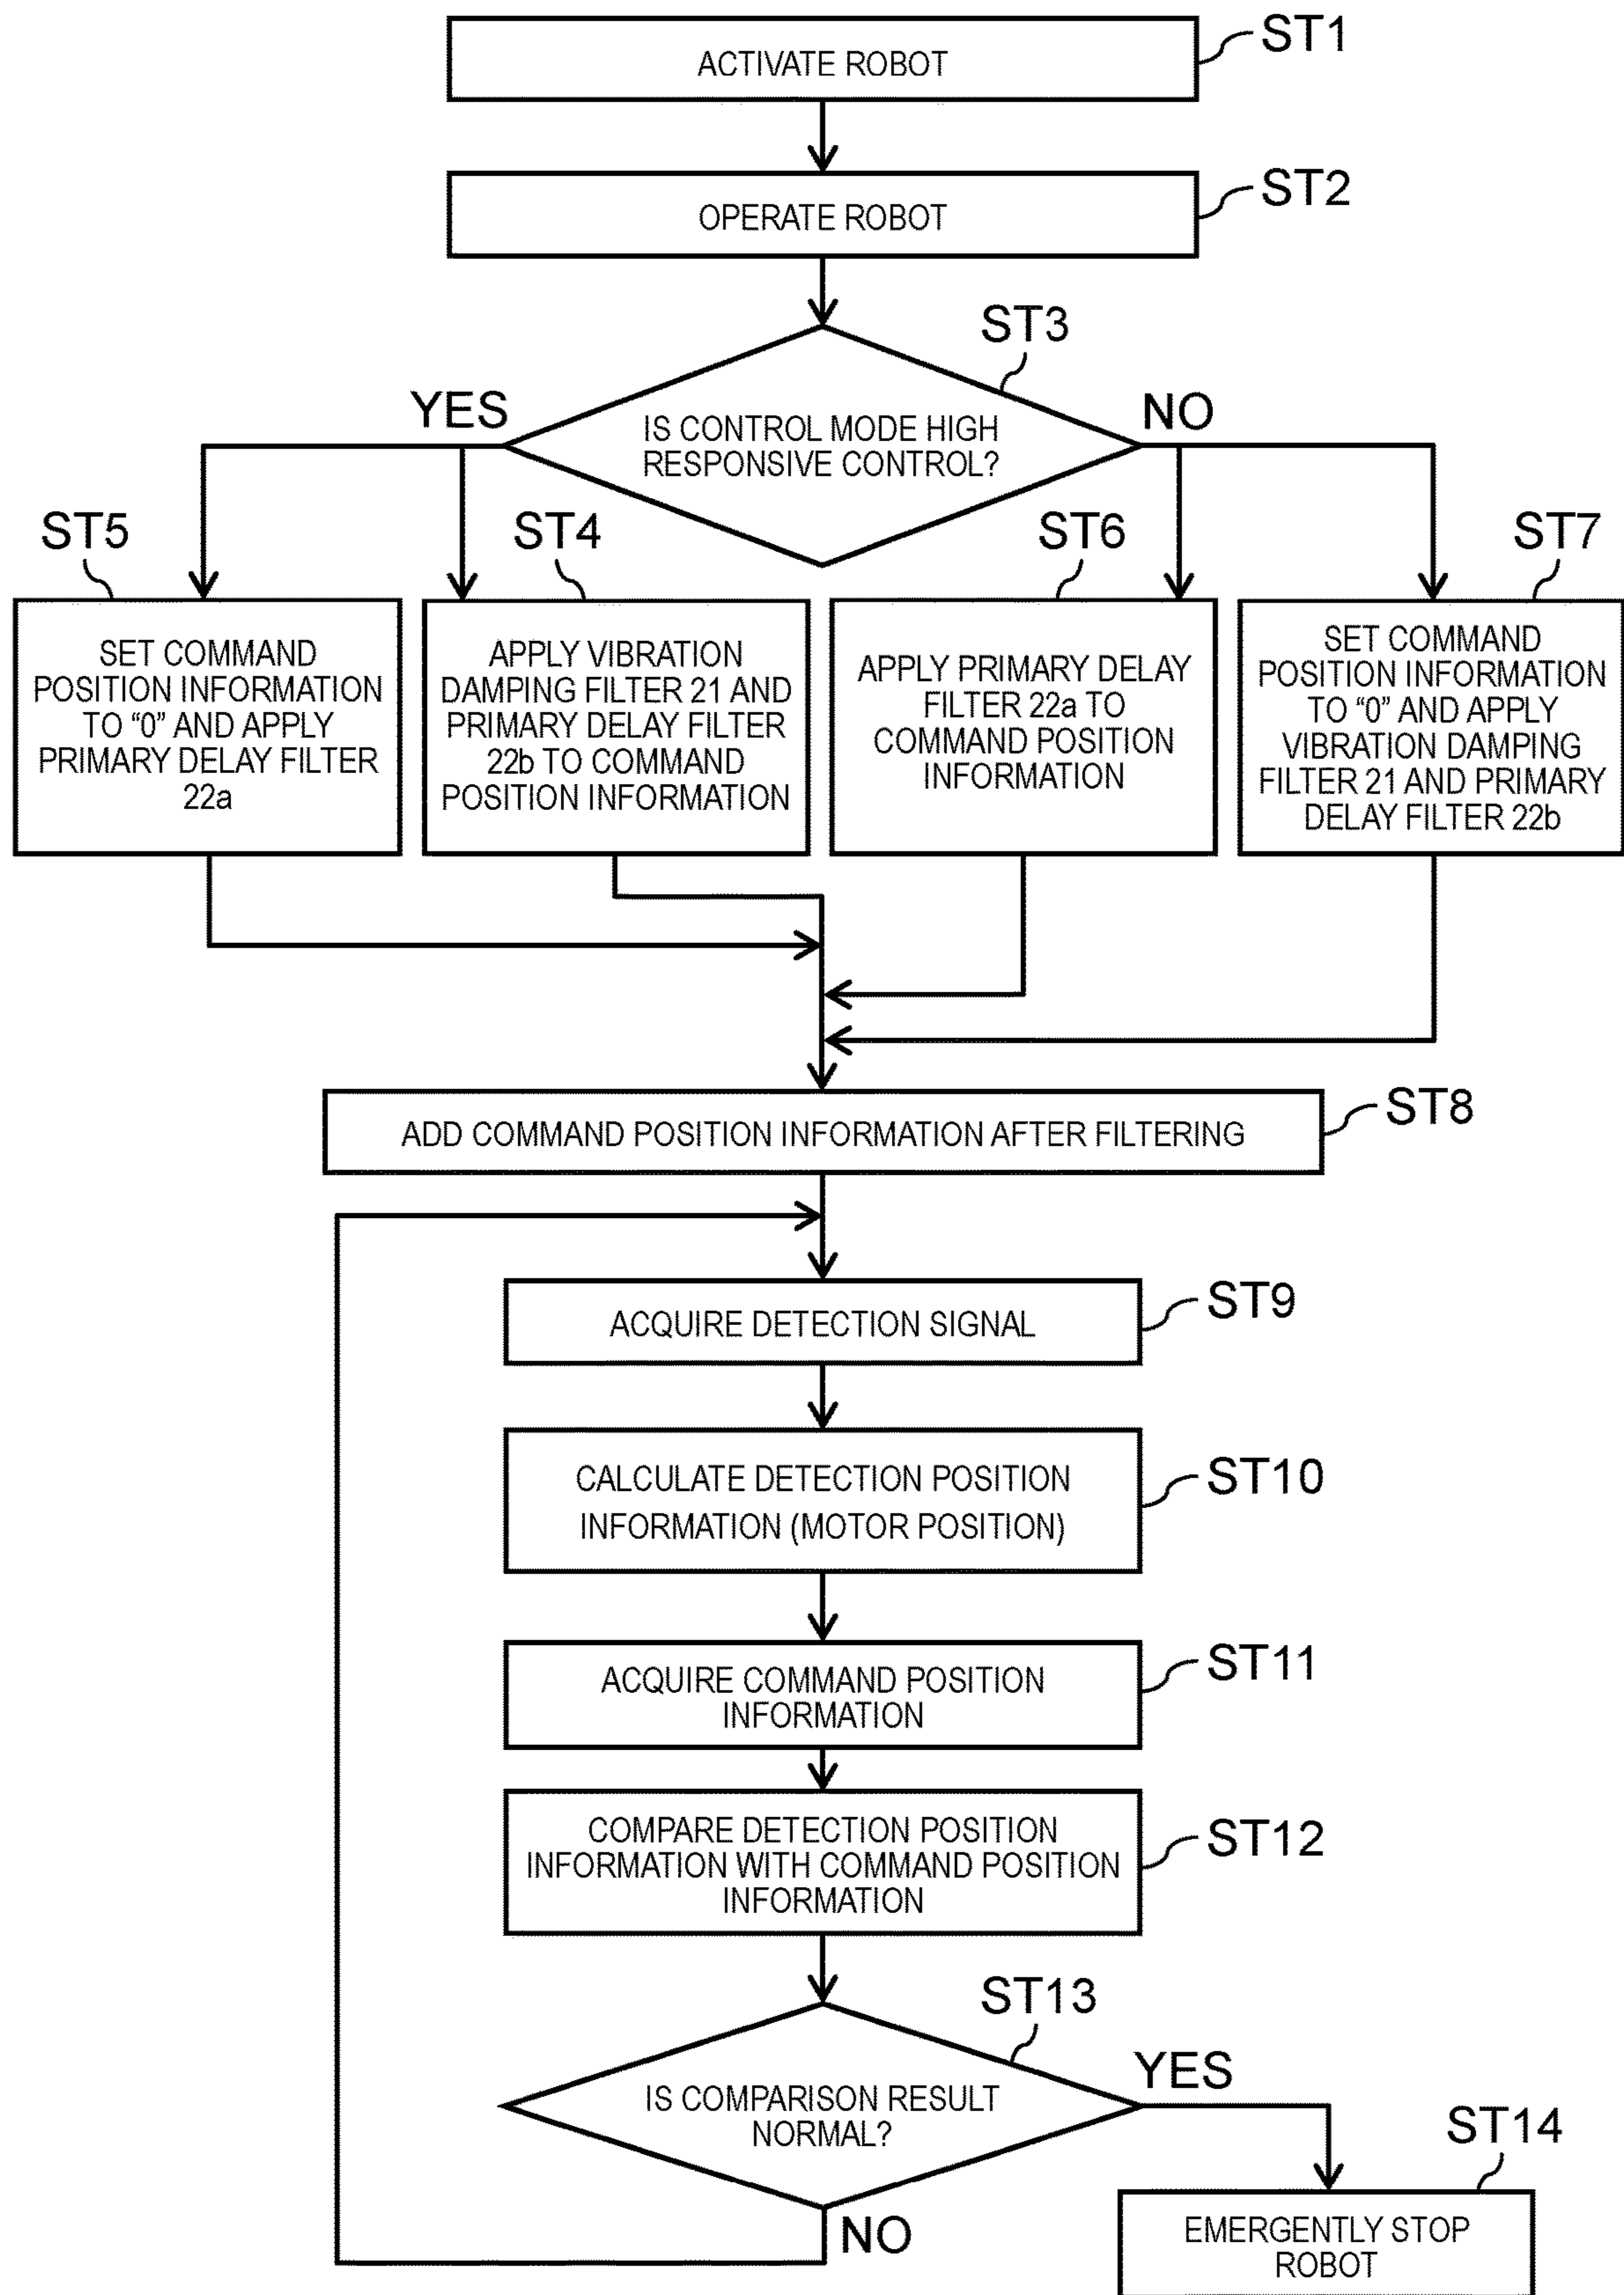 ACTIVATE ROBOT
ST1
OPERATE ROBOT
ST2
ST3
YES
NO
IS CONTROL MODE HIGH
RESPONSIVE CONTROL?
ST5
SET COMMAND
POSITION INFORMATION
TO “0” AND APPLY
PRIMARY DELAY FILTER
22a
ST4
APPLY VIBRATION
DAMPING FILTER 21 AND
PRIMARY DELAY FILTER
22b TO COMMAND
POSITION INFORMATION
ST6
APPLY PRIMARY DELAY
FILTER 22a TO
COMMAND POSITION
INFORMATION
ST7
SET COMMAND
POSITION INFORMATION
TO “0” AND APPLY
VIBRATION DAMPING
FILTER 21 AND PRIMARY
DELAY FILTER 22b
ADD COMMAND POSITION INFORMATION AFTER FILTERING
ST8
ACQUIRE DETECTION SIGNAL
ST9
CALCULATE DETECTION POSITION
INFORMATION (MOTOR POSITION)
ST10
ACQUIRE COMMAND POSITION
INFORMATION
ST11
COMPARE DETECTION POSITION
INFORMATION WITH COMMAND POSITION
INFORMATION
ST12
ST13
IS COMPARISON RESULT
NORMAL?
YES
NO
ST14
EMERGENTLY STOP
ROBOT